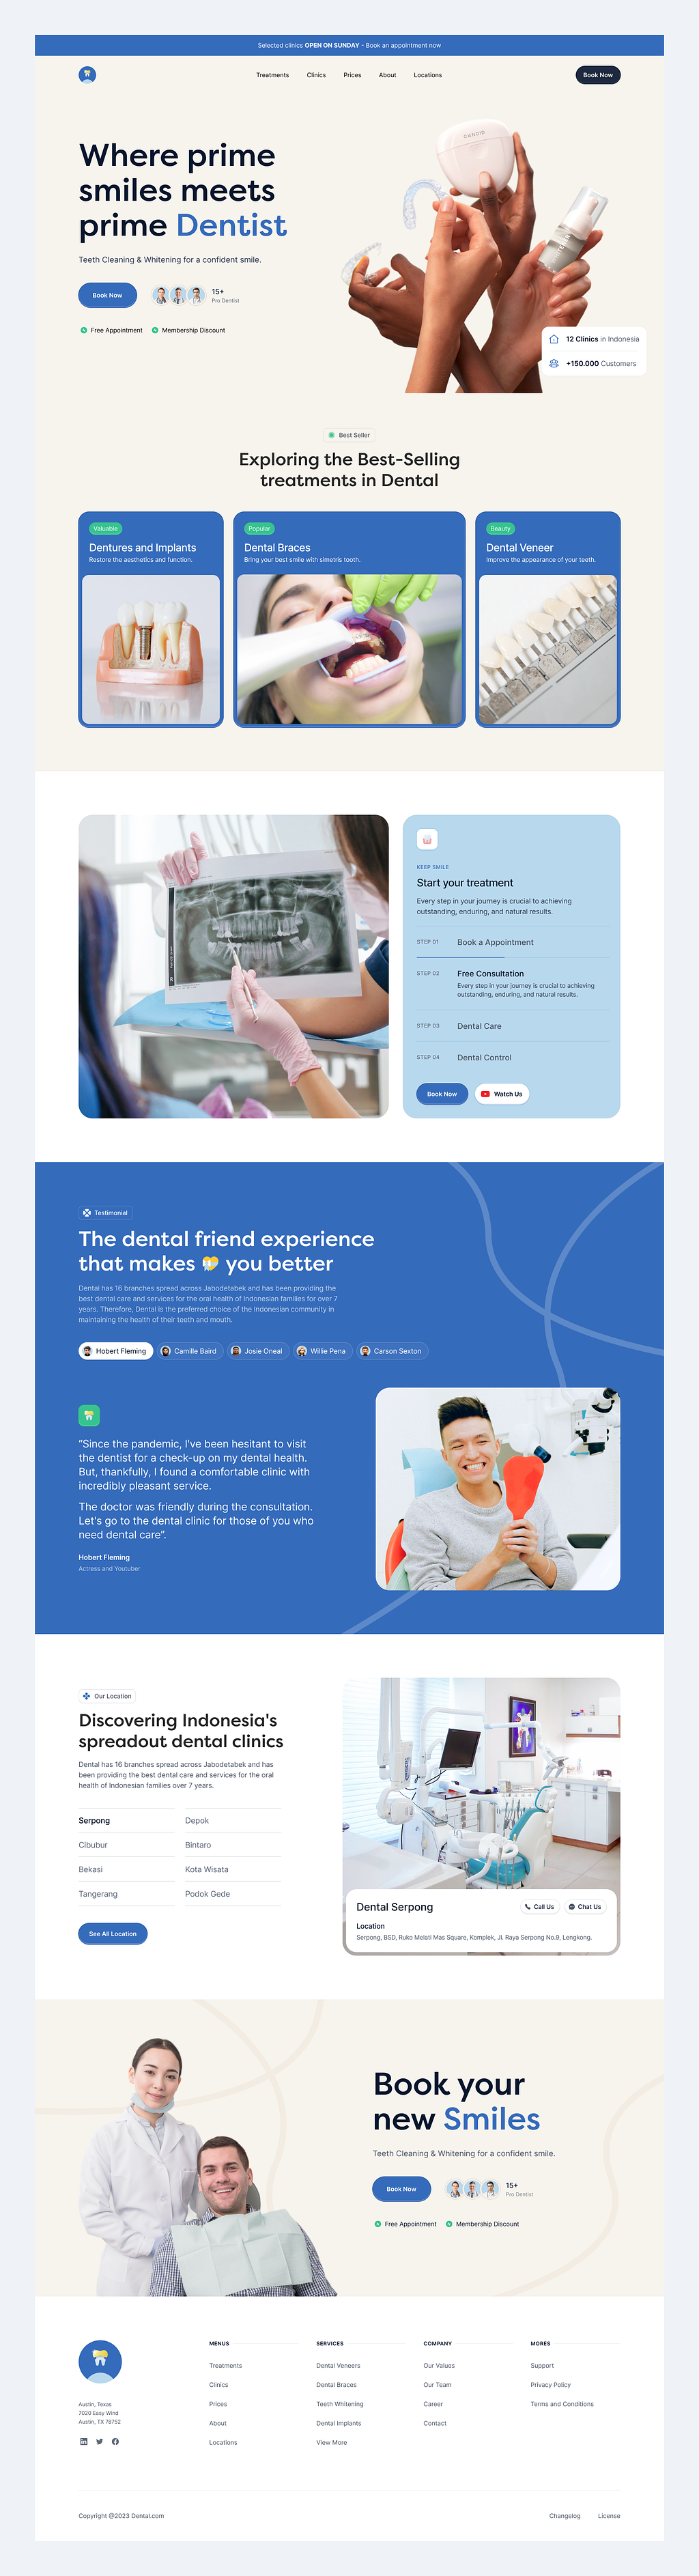 Selected clinics OPEN ON SUNDAY - Book an appointment now
Treatments
Clinics
Prices
About
Locations
Book Now
Where prime
smiles meets
prime Dentist
Teeth Cleaning & Whitening for a confident smile.
Book Now
15+
Pro Dentist
Free Appointment
Membership Discount
CANDID
12 Clinics in Indonesia
+150.000 Customers
Best Seller
Exploring the Best-Selling
treatments in Dental
Valuable
Dentures and Implants
Restore the aesthetics and function.
Popular
Dental Braces
Bring your best smile with simetris tooth.
Beauty
Dental Veneer
Improve the appearance of your teeth.
KEEP SMILE
Start your treatment
Every step in your journey is crucial to achieving
outstanding, enduring, and natural results.
STEP 01
Book a Appointment
STEP 02
Free Consultation
Every step in your journey is crucial to achieving
outstanding, enduring, and natural results.
STEP 03
Dental Care
STEP 04
Dental Control
Book Now
Watch Us
Testimonial
The dental friend experience
that makes you better
Dental has 16 branches spread across Jabodetabek and has been providing the
best dental care and services for the oral health of Indonesian families for over 7
years. Therefore, Dental is the preferred choice of the Indonesian community in
maintaining the health of their teeth and mouth.
Hobert Fleming
Camille Baird
Josie Oneal
Willie Pena
Carson Sexton
"Since the pandemic, I've been hesitant to visit
the dentist for a check-up on my dental health.
But, thankfully, I found a comfortable clinic with
incredibly pleasant service.
The doctor was friendly during the consultation.
Let's go to the dental clinic for those of you who
need dental care".
Hobert Fleming
Actress and Youtuber
Our Location
Discovering Indonesia's
spreadout dental clinics
Dental has 16 branches spread across Jabodetabek and has
been providing the best dental care and services for the oral
health of Indonesian families over 7 years.
Serpong
Depok
Cibubur
Bintaro
Bekasi
Kota Wisata
Tangerang
Podok Gede
See All Location
Dental Serpong
Call Us
Chat Us
Location
Serpong, BSD, Ruko Melati Mas Square, Komplek, Jl. Raya Serpong No.9, Lengkong.
Book your
new Smiles
Teeth Cleaning & Whitening for a confident smile.
Book Now
15+
Pro Dentist
Free Appointment
Membership Discount
Austin, Texas
7020 Easy Wind
Austin, TX 78752
MENUS
Treatments
Clinics
Prices
About
Locations
SERVICES
Dental Veneers
Dental Braces
Teeth Whitening
Dental Implants
View More
COMPANY
Our Values
Our Team
Career
Contact
MORES
Support
Privacy Policy
Terms and Conditions
Copyright @2023 Dental.com
Changelog
License